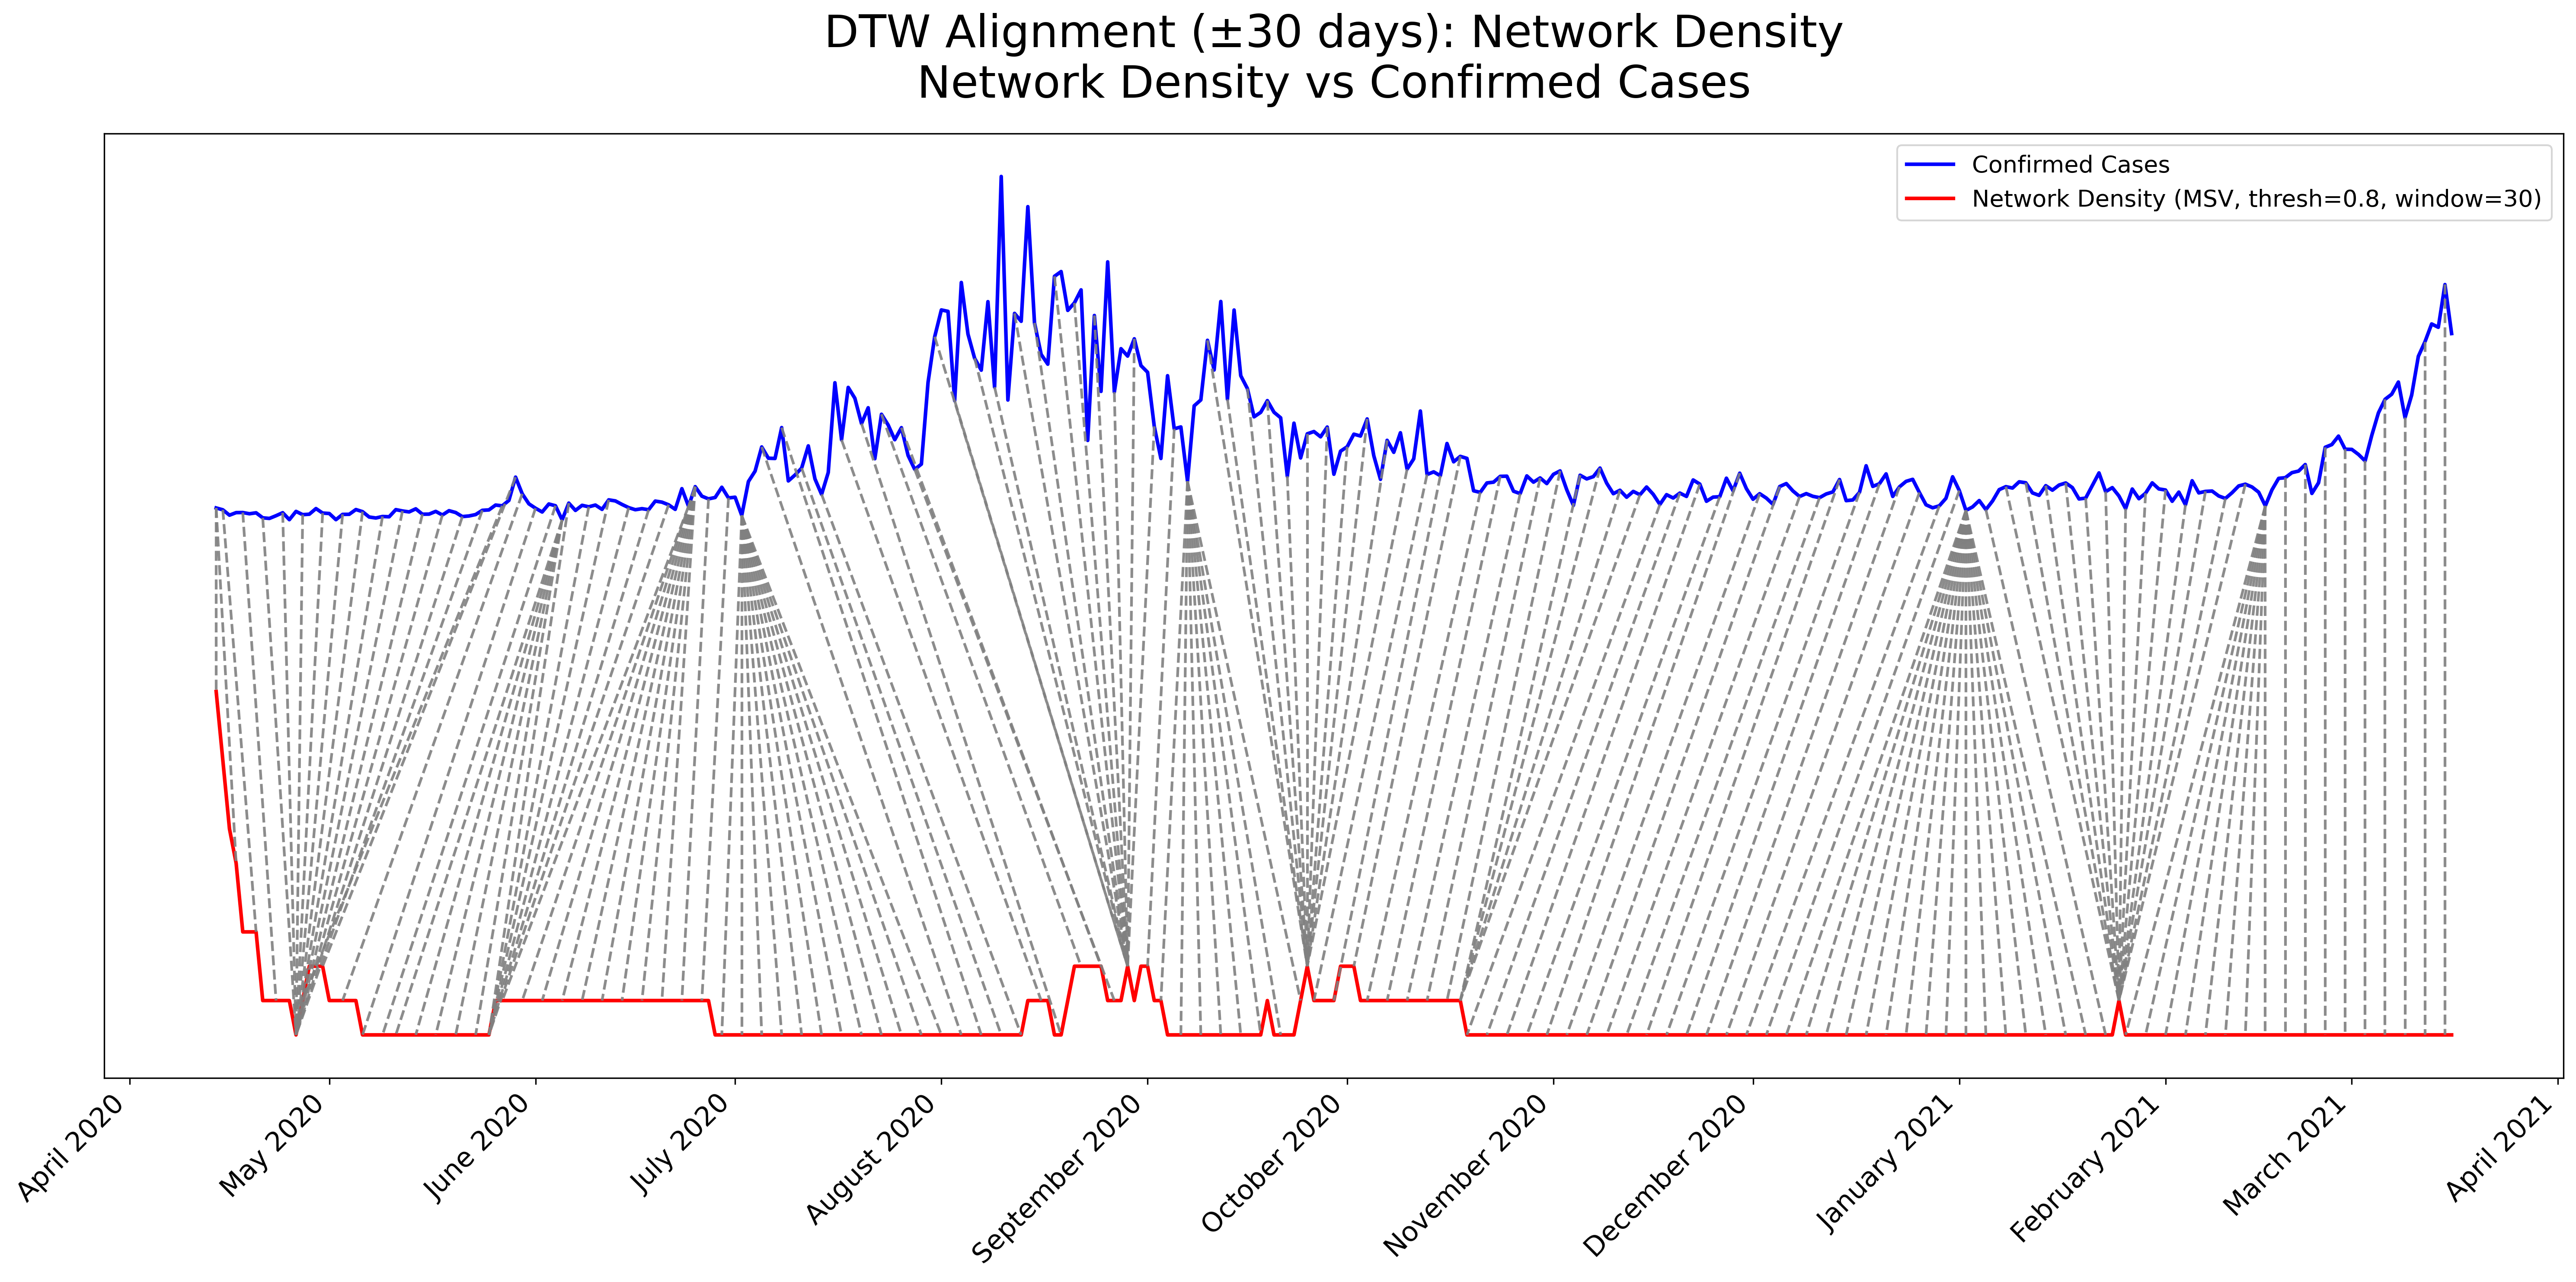 DTW Alignment (±30 days): Network Density
Network Density vs Confirmed Cases
Confirmed Cases
Network Density (MSV, thresh=0.8, window=30)
April 2020
May 2020
June 2020
July 2020
August 2020
September 2020
October 2020
November 2020
December 2020
January 2021
February 2021
March 2021
April 2021